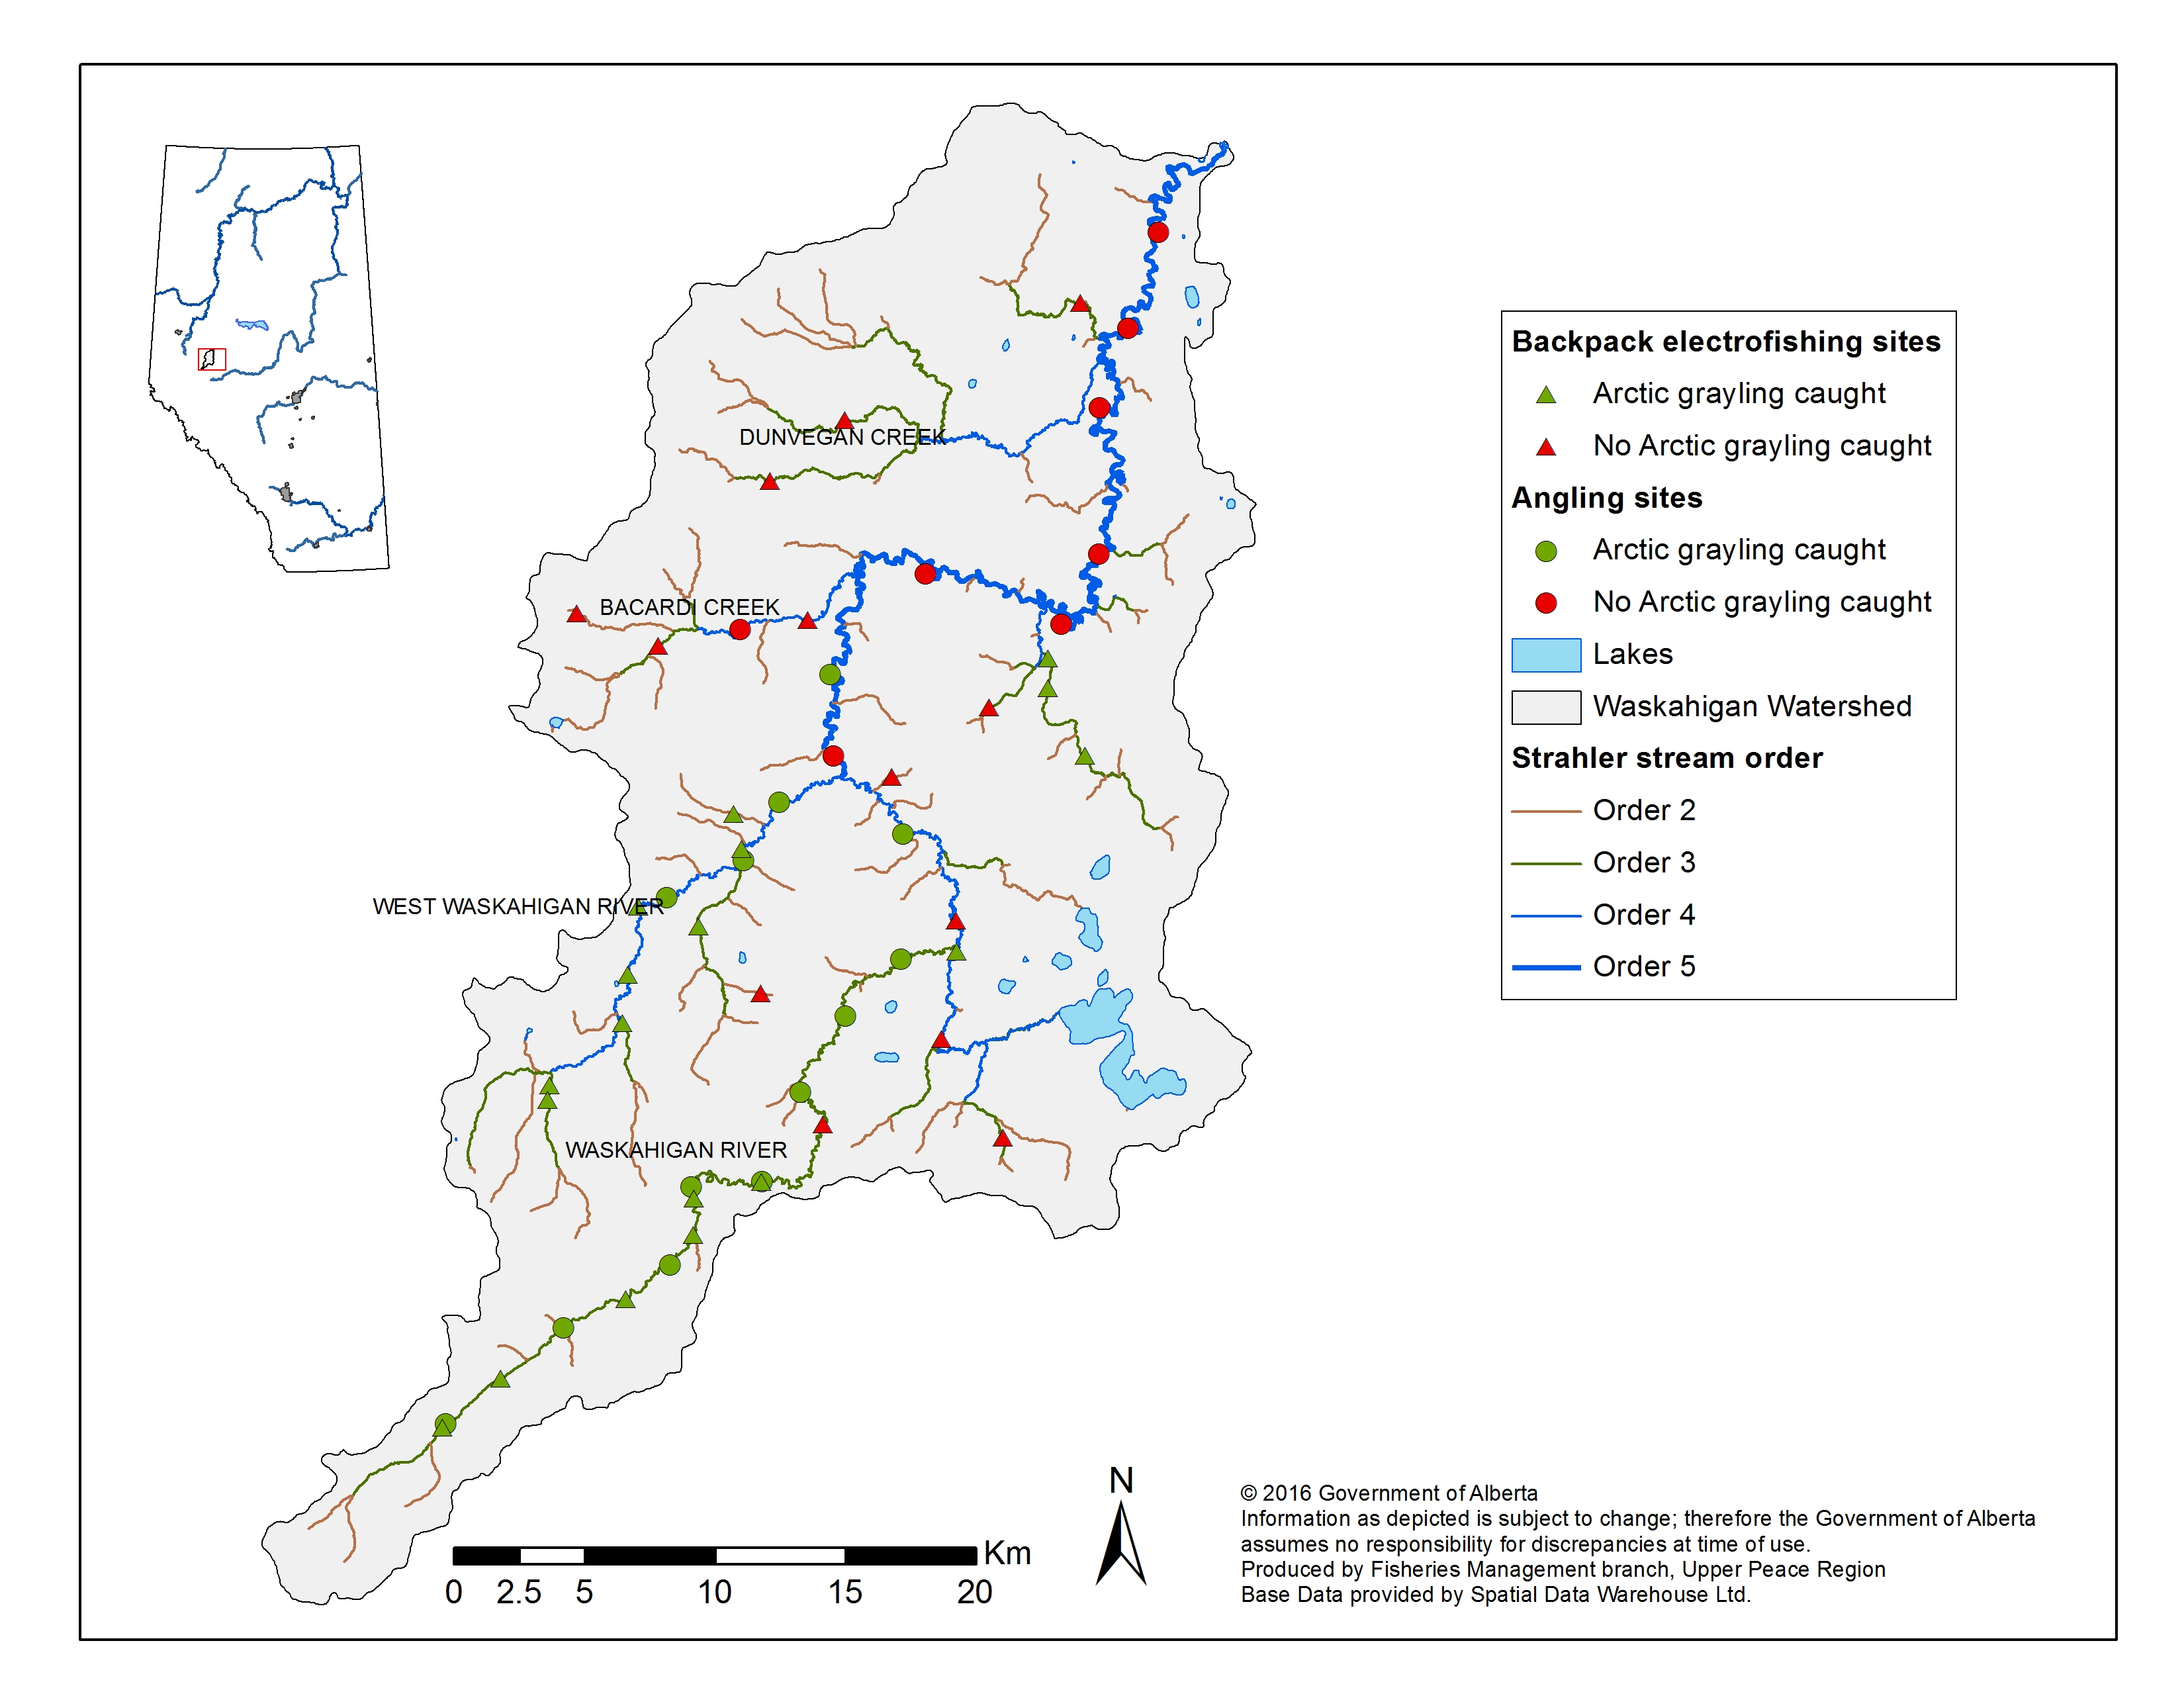 DUNVEGAN CREEK
BACARDI CREEK
WEST WASKAHIGAN RIVER
WASKAHIGAN RIVER
Backpack electrofishing sites
Arctic grayling caught
No Arctic grayling caught
Angling sites
Arctic grayling caught
No Arctic grayling caught
Lakes
Waskahigan Watershed
Strahler stream order
Order 2
Order 3
Order 4
Order 5
N
Km
0 2.5 5 10 15 20
© 2016 Government of Alberta
Information as depicted is subject to change; therefore the Government of Alberta
assumes no responsibility for discrepancies at time of use.
Produced by Fisheries Management branch, Upper Peace Region
Base Data provided by Spatial Data Warehouse Ltd.